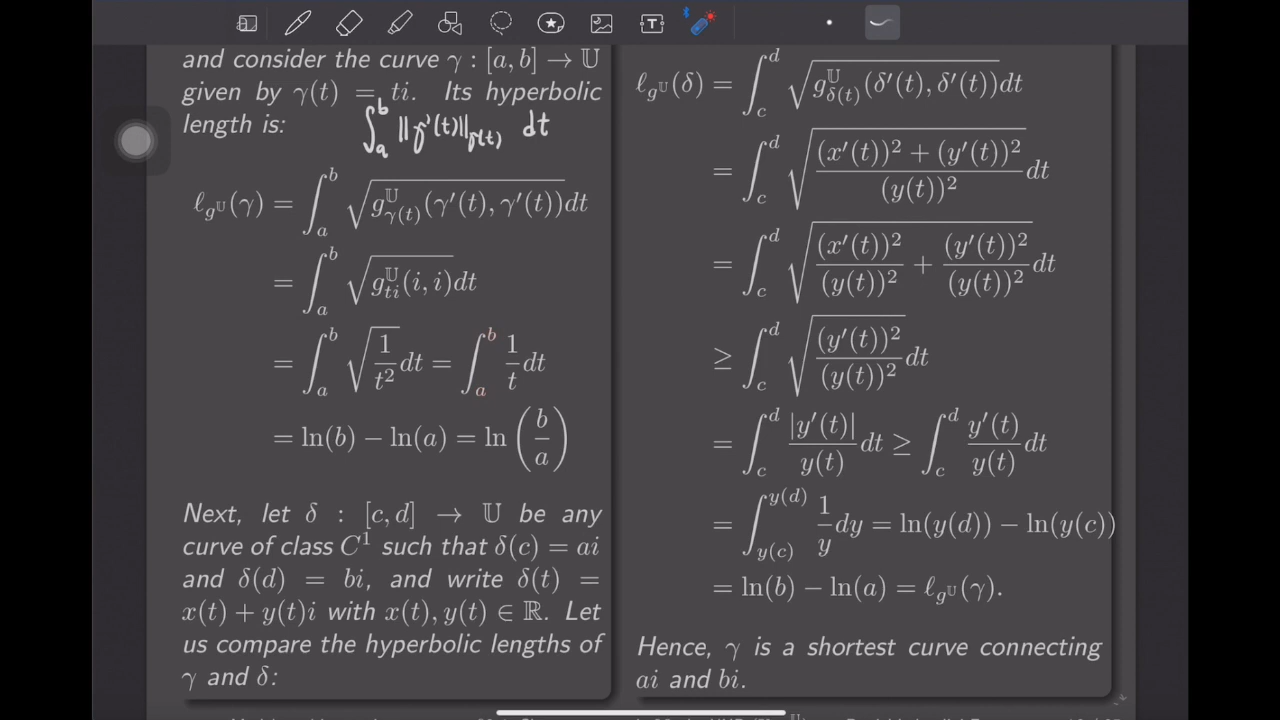 and consider the curve γ : [a, b] → 𝕌
given by γ(t) = ti. Its hyperbolic
length is:
∫_a^b ||γ'(t)||_{γ(t)} dt
ℓ_{g^𝕌}(γ) = ∫_a^b √(g^𝕌_{γ(t)}(γ′(t), γ′(t))) dt
= ∫_a^b √(g^𝕌_{ti}(i, i)) dt
= ∫_a^b √(1/t²) dt = ∫_a^b 1/t dt
= ln(b) − ln(a) = ln (b/a)
Next, let δ : [c, d] → 𝕌 be any
curve of class C¹ such that δ(c) = ai
and δ(d) = bi, and write δ(t) =
x(t) + y(t)i with x(t), y(t) ∈ ℝ. Let
us compare the hyperbolic lengths of
γ and δ:
ℓ_{g^𝕌}(δ) = ∫_c^d √(g^𝕌_{δ(t)}(δ′(t), δ′(t))) dt
= ∫_c^d √(((x′(t))² + (y′(t))²)/(y(t))²) dt
= ∫_c^d √((x′(t))²/(y(t))² + (y′(t))²/(y(t))²) dt
≥ ∫_c^d √((y′(t))²/(y(t))²) dt
= ∫_c^d |y′(t)|/y(t) dt ≥ ∫_c^d y′(t)/y(t) dt
= ∫_{y(c)}^{y(d)} 1/y dy = ln(y(d)) − ln(y(c))
= ln(b) − ln(a) = ℓ_{g^𝕌}(γ).
Hence, γ is a shortest curve connecting
ai and bi.